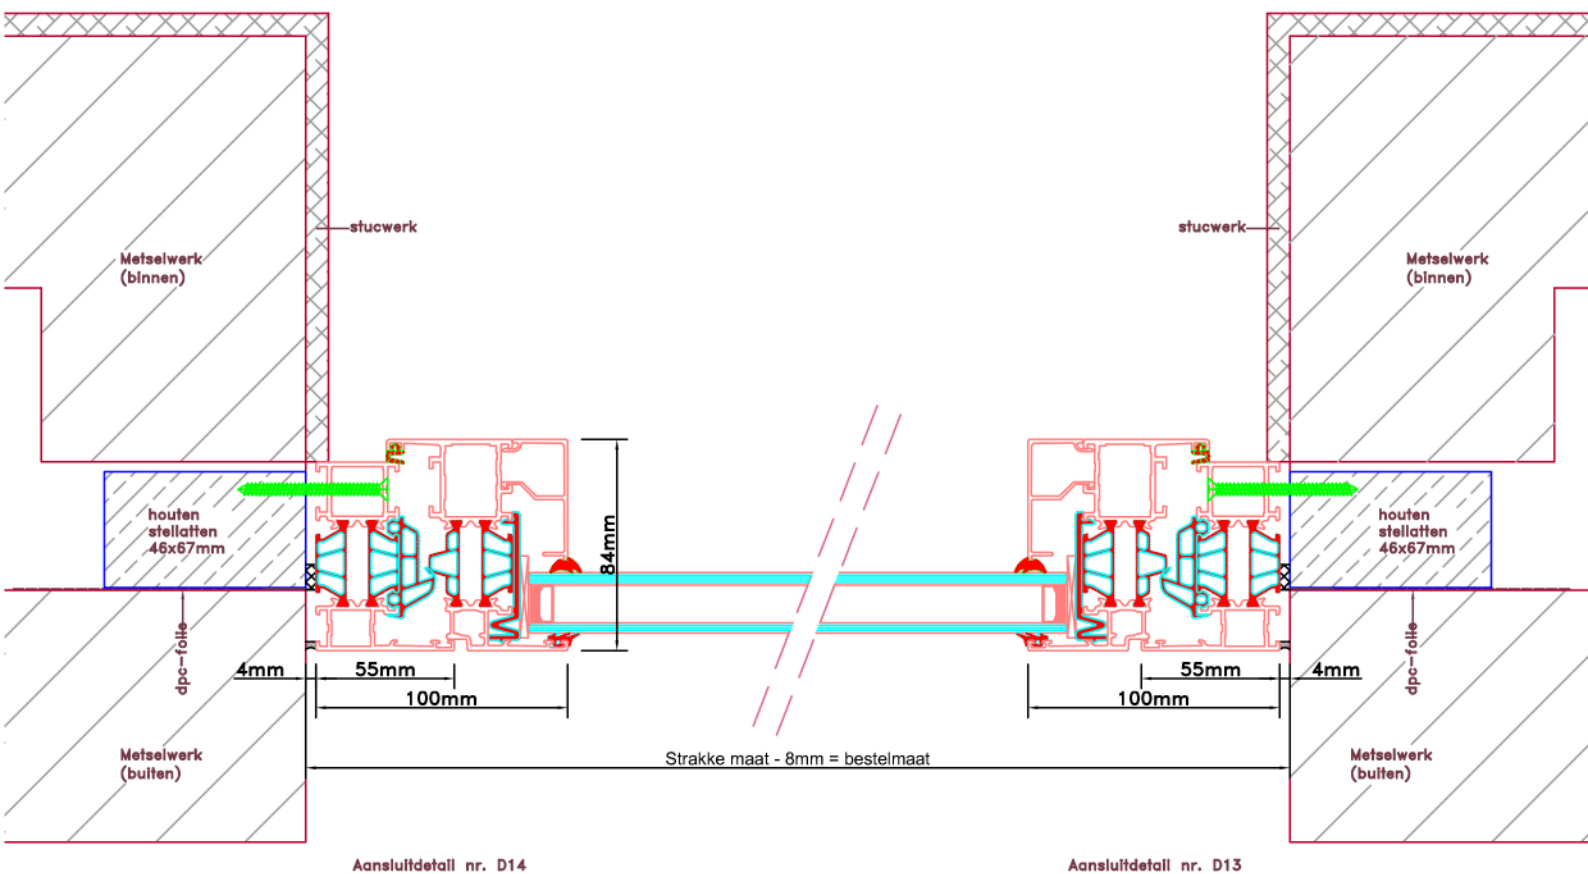 stucwerk
stucwerk
Metselwerk
(binnen)
Metselwerk
(binnen)
houten
stellatten
46x67mm
houten
stellatten
46x67mm
84mm
dpc-folie
dpc-folie
4mm
55mm
100mm
55mm
4mm
100mm
Metselwerk
(buiten)
Strakke maat - 8mm = bestelmaat
Metselwerk
(buiten)
Aansluitdetail nr. D14
Aansluitdetail nr. D13